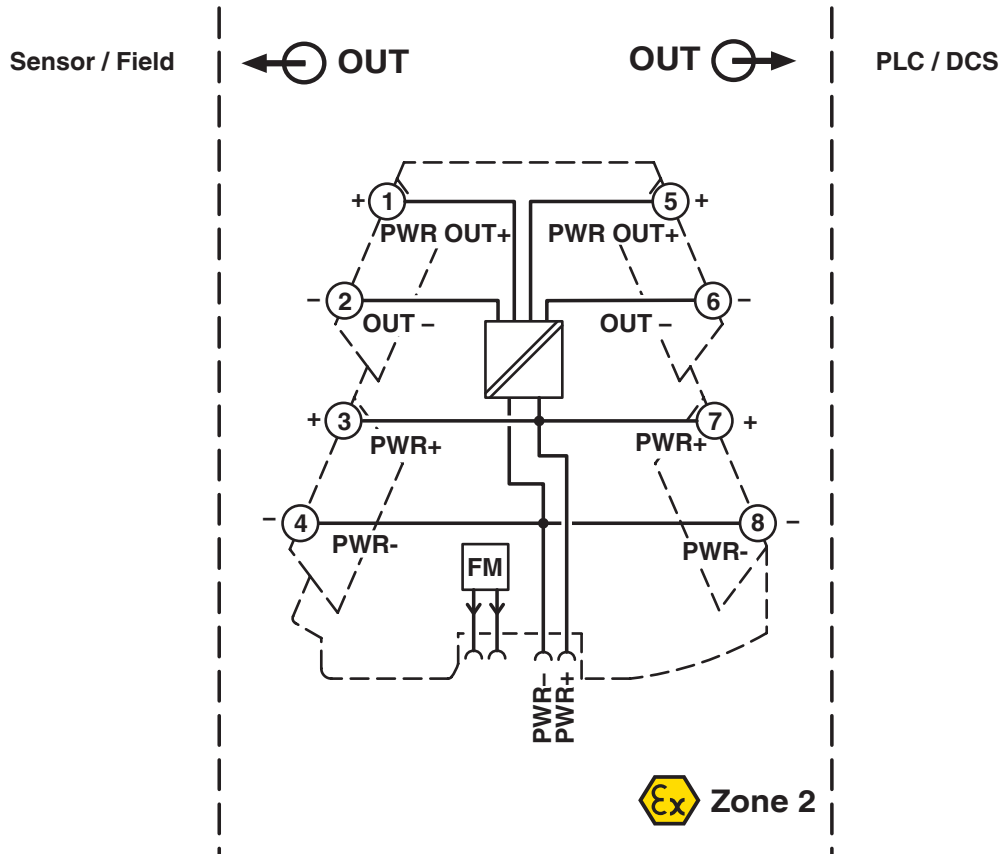 Sensor / Field
OUT
OUT
PLC / DCS
+ 1
5 +
PWR OUT+
PWR OUT+
– 2
6 –
OUT –
OUT –
+ 3
7 +
PWR+
PWR+
– 4
8 –
PWR-
PWR-
FM
PWR–
PWR+
Ex Zone 2